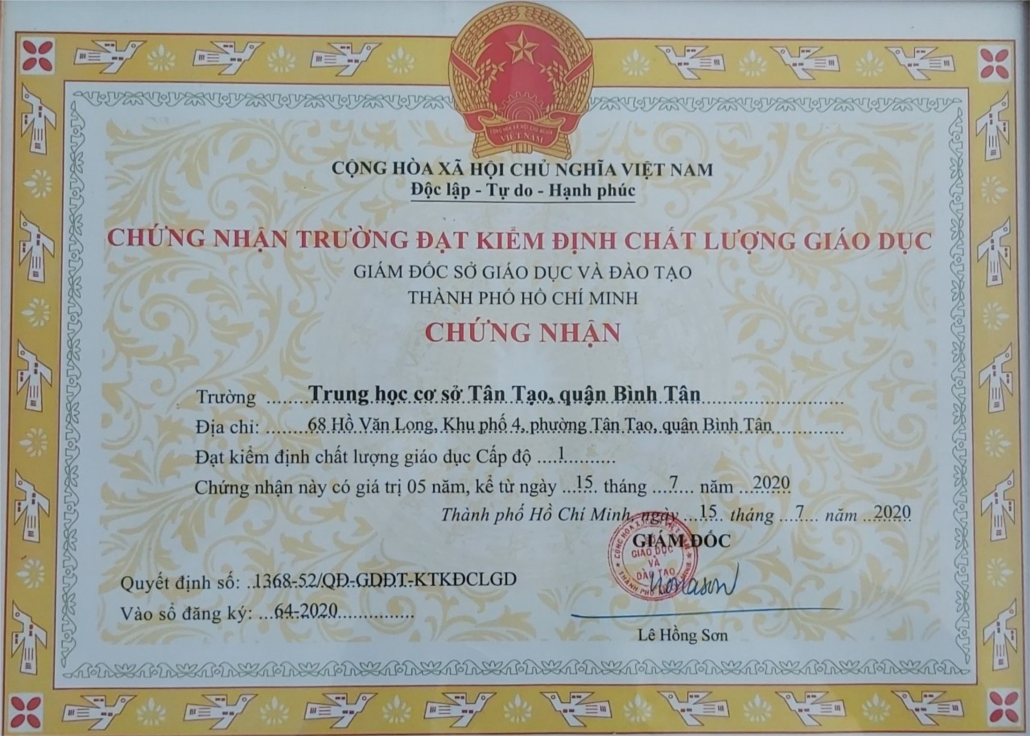 CỘNG HÒA XÃ HỘI CHỦ NGHĨA VIỆT NAM
Độc lập - Tự do - Hạnh phúc
CHỨNG NHẬN TRƯỜNG ĐẠT KIỂM ĐỊNH CHẤT LƯỢNG GIÁO DỤC
GIÁM ĐỐC SỞ GIÁO DỤC VÀ ĐÀO TẠO
THÀNH PHỐ HỒ CHÍ MINH
CHỨNG NHẬN
Trường Trung học cơ sở Tân Tạo, quận Bình Tân
Địa chỉ: 68 Hồ Văn Long, Khu phố 4, phường Tân Tạo, quận Bình Tân
Đạt kiểm định chất lượng giáo dục Cấp độ 1
Chứng nhận này có giá trị 05 năm, kể từ ngày 15 tháng 7 năm 2020
Thành phố Hồ Chí Minh, ngày 15 tháng 7 năm 2020
GIÁM ĐỐC
GIÁO DỤC
VÀ
ĐÀO TẠO
Quyết định số: 1368-52/QĐ-GDĐT-KTKĐCLGD
Vào sổ đăng ký: 64-2020
Lê Hồng Sơn